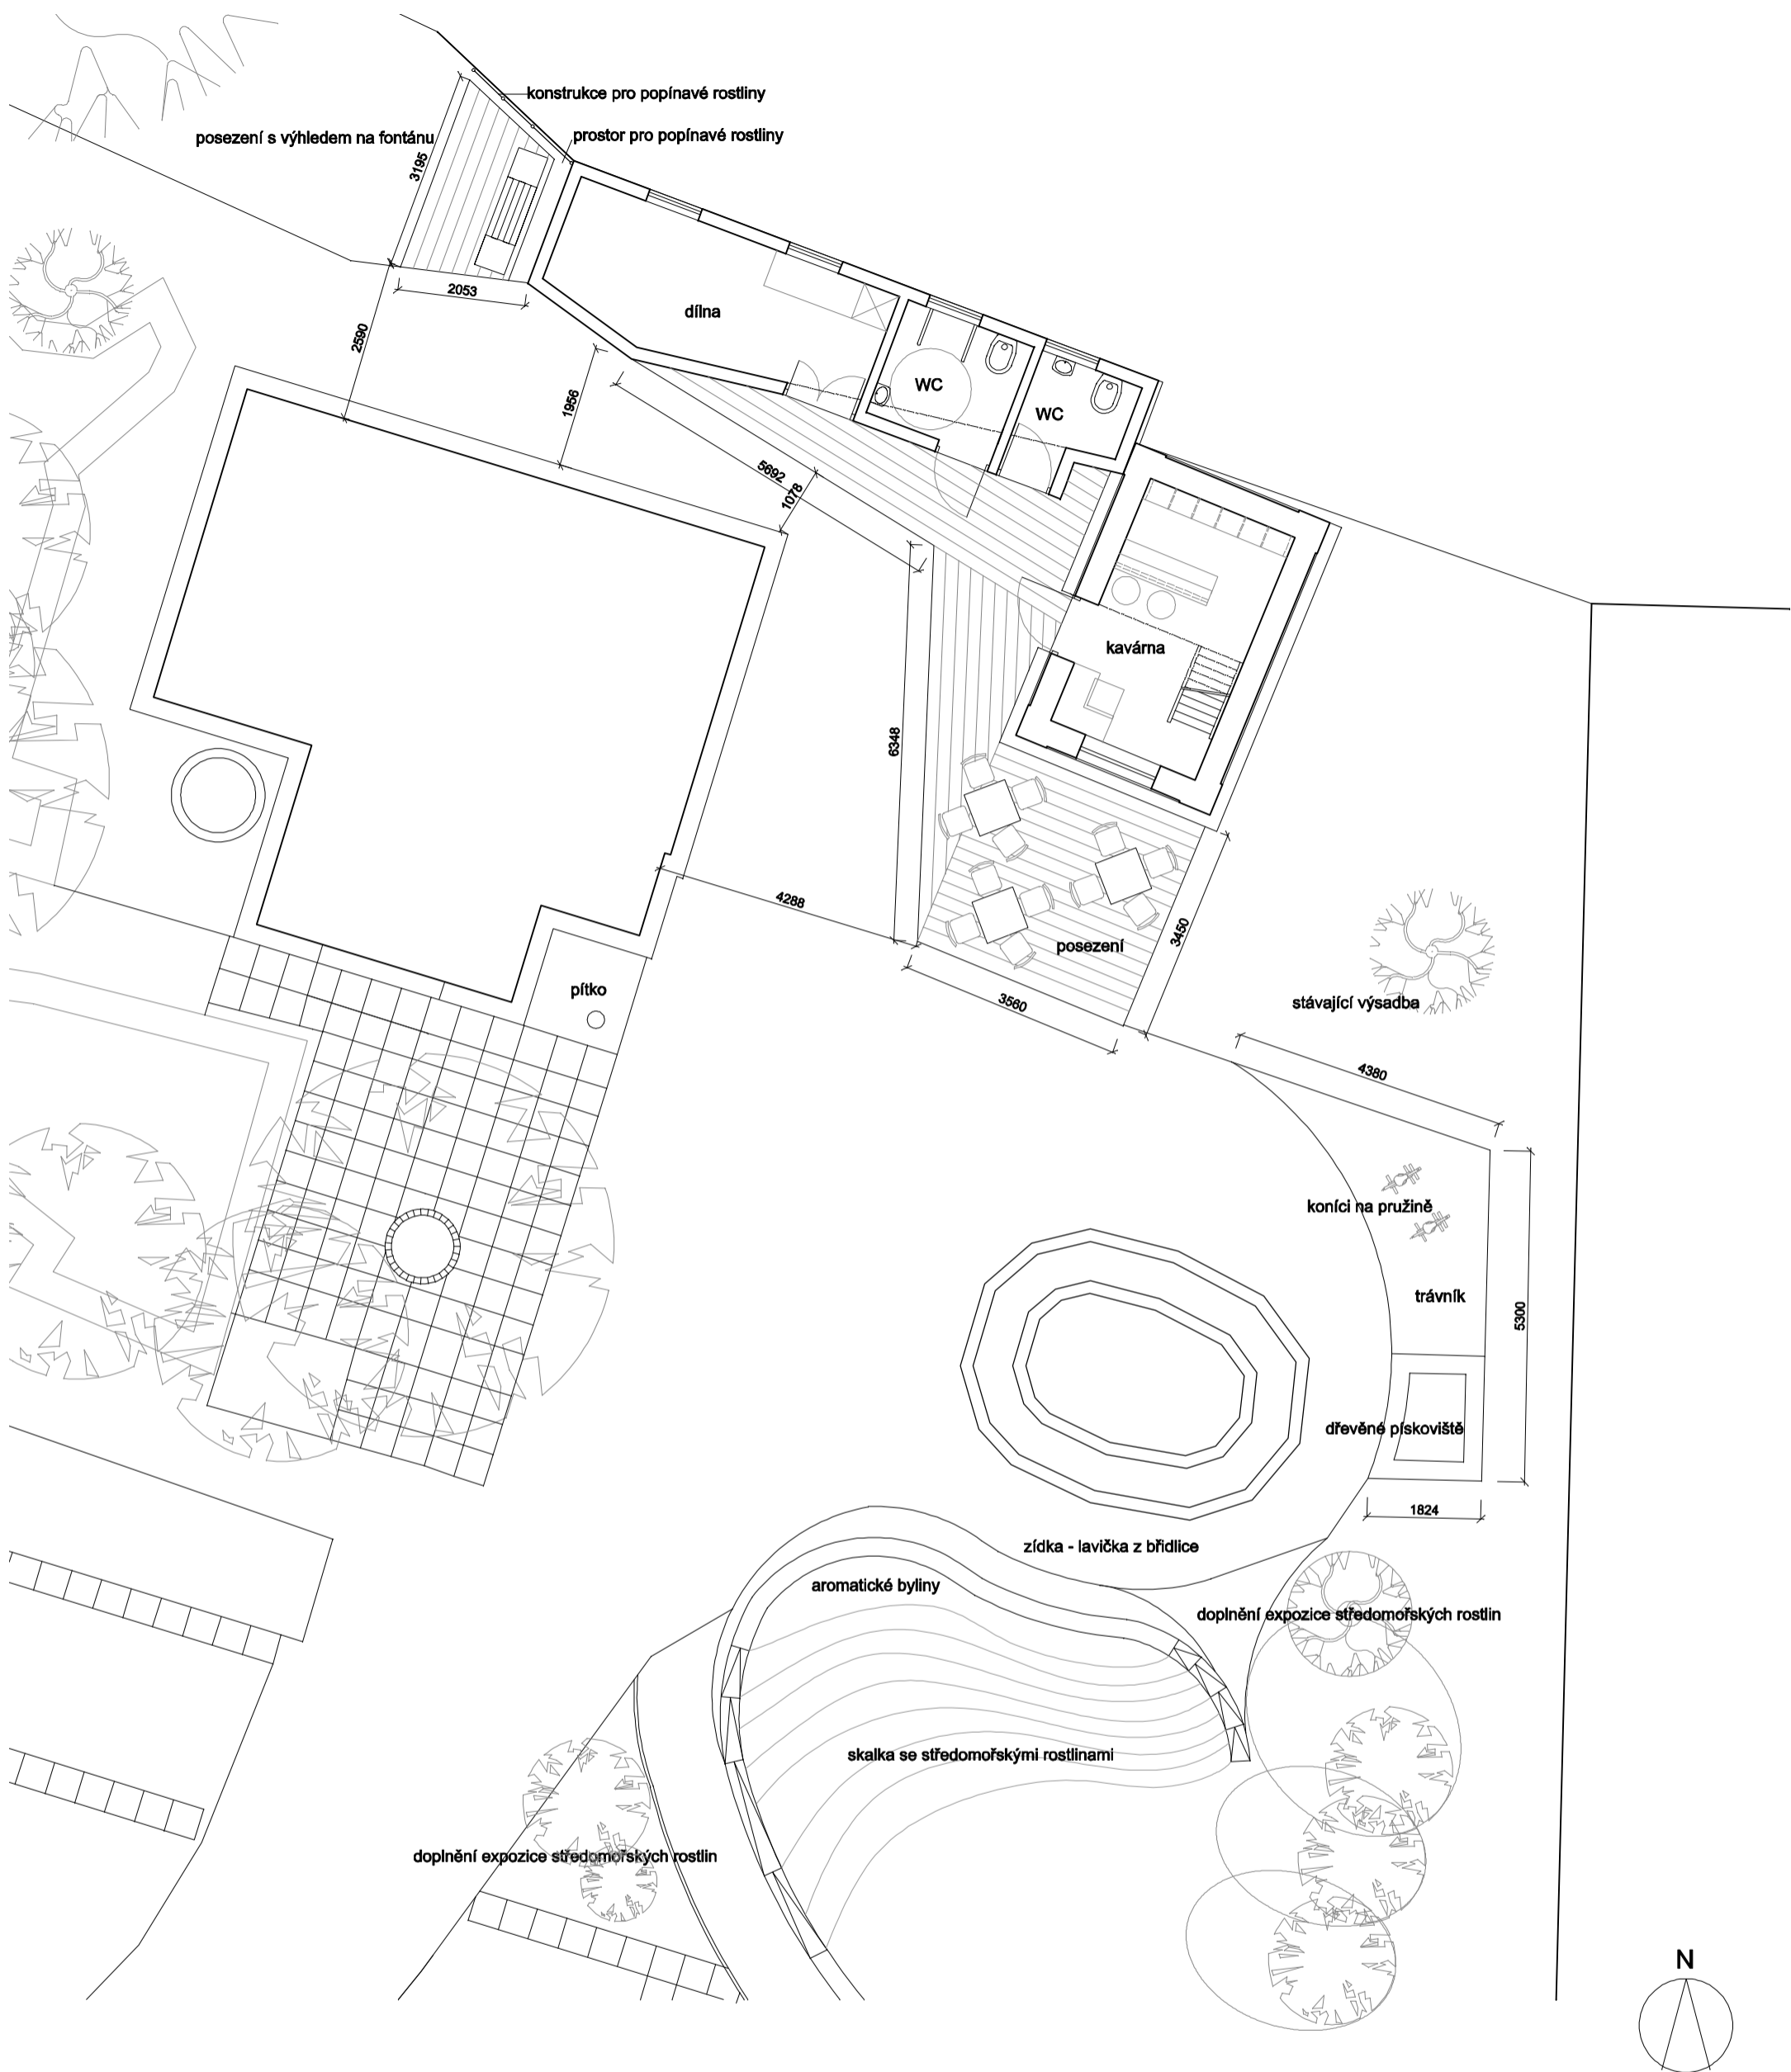 konstrukce pro popínavé rostliny
posezení s výhledem na fontánu
prostor pro popínavé rostliny
3195
2053
2590
dílna
1956
WC
WC
5692
1078
kavárna
6348
4288
posezení
3450
3560
pítko
stávající výsadba
4380
koníci na pružině
trávník
5300
dřevěné pískoviště
1824
zídka - lavička z břidlice
aromatické byliny
doplnění expozice středomořských rostlin
skalka se středomořskými rostlinami
doplnění expozice středomořských rostlin
N